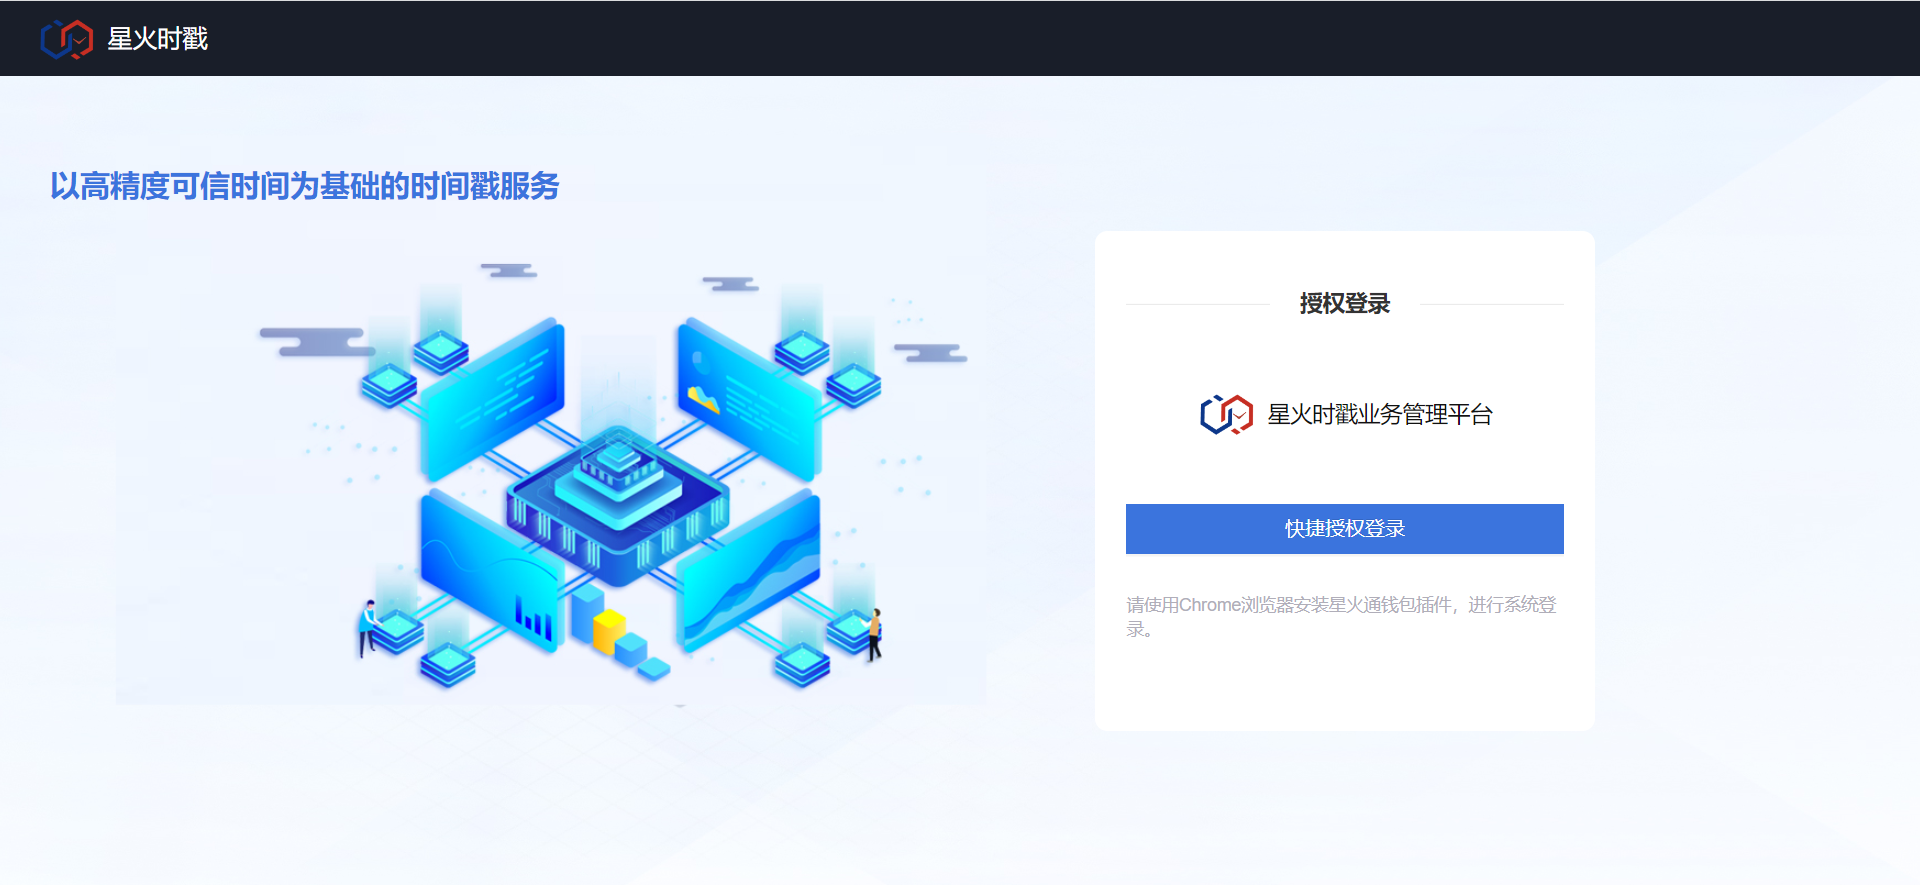 星火时戳
以高精度可信时间为基础的时间戳服务
授权登录
星火时戳业务管理平台
快捷授权登录
请使用Chrome浏览器安装星火通钱包插件，进行系统登
录。